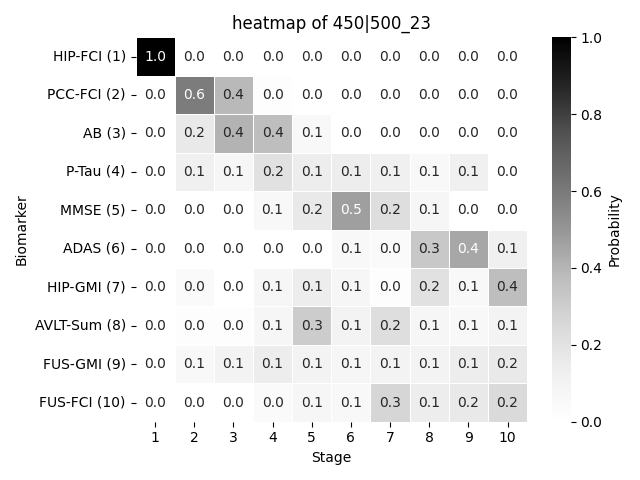 heatmap of 450|500_23
HIP-FCI (1) 1.0 0.0 0.0 0.0 0.0 0.0 0.0 0.0 0.0 0.0
PCC-FCI (2) 0.0 0.6 0.4 0.0 0.0 0.0 0.0 0.0 0.0 0.0
AB (3) 0.0 0.2 0.4 0.4 0.1 0.0 0.0 0.0 0.0 0.0
P-Tau (4) 0.0 0.1 0.1 0.2 0.1 0.1 0.1 0.1 0.1 0.0
MMSE (5) 0.0 0.0 0.0 0.1 0.2 0.5 0.2 0.1 0.0 0.0
ADAS (6) 0.0 0.0 0.0 0.0 0.0 0.1 0.0 0.3 0.4 0.1
HIP-GMI (7) 0.0 0.0 0.0 0.1 0.1 0.1 0.0 0.2 0.1 0.4
AVLT-Sum (8) 0.0 0.0 0.0 0.1 0.3 0.1 0.2 0.1 0.1 0.1
FUS-GMI (9) 0.0 0.1 0.1 0.1 0.1 0.1 0.1 0.1 0.1 0.2
FUS-FCI (10) 0.0 0.0 0.0 0.0 0.1 0.1 0.3 0.1 0.2 0.2
1 2 3 4 5 6 7 8 9 10
Stage
Biomarker
1.0
0.8
0.6
0.4
0.2
0.0
Probability